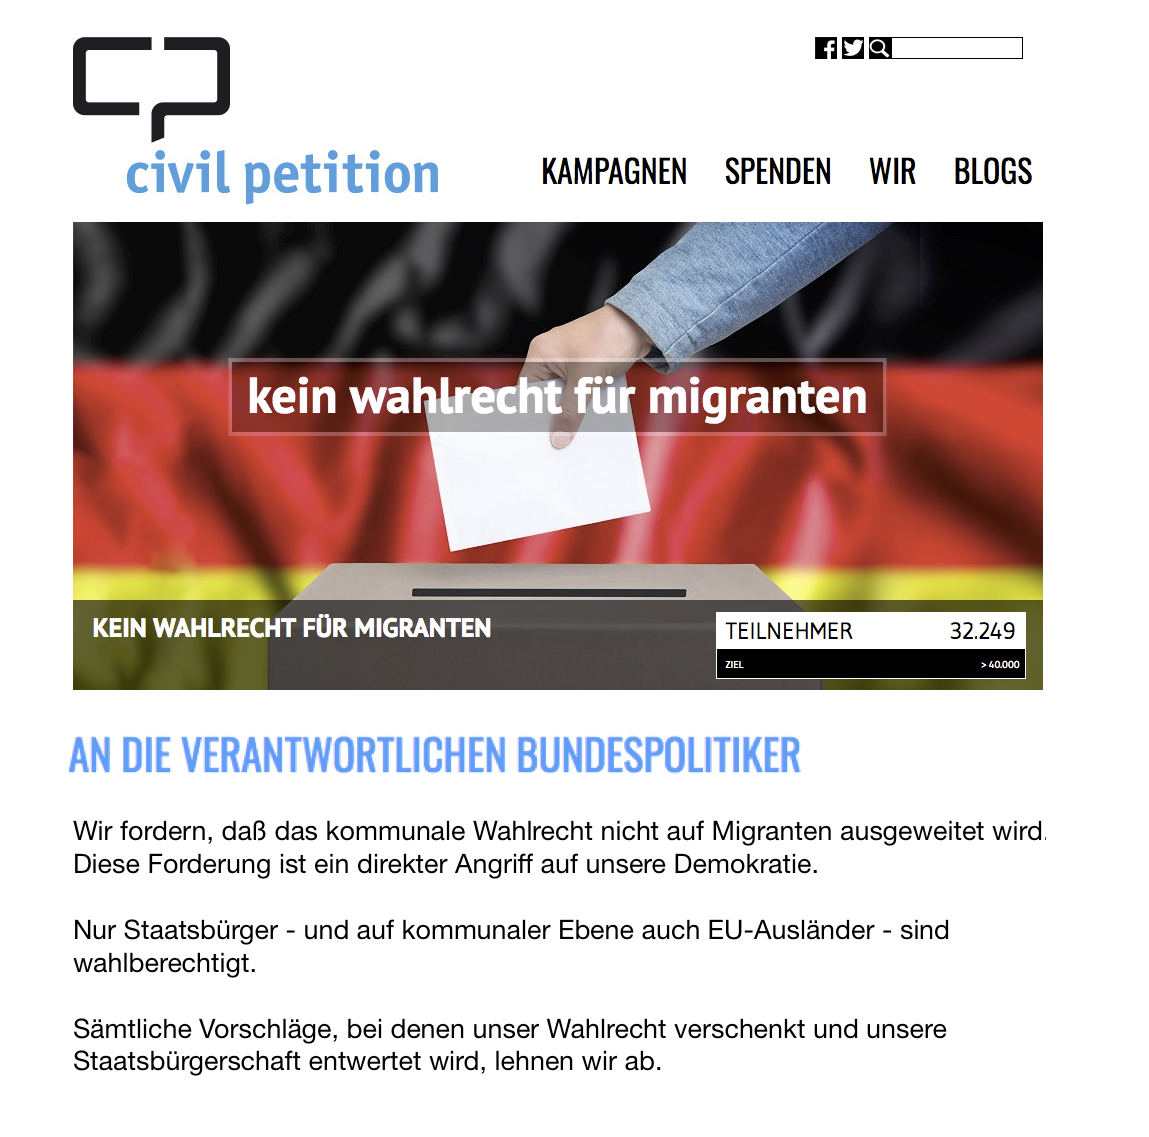 civil petition
KAMPAGNEN SPENDEN WIR BLOGS
kein wahlrecht für migranten
KEIN WAHLRECHT FÜR MIGRANTEN
TEILNEHMER 32.249
ZIEL > 40.000
AN DIE VERANTWORTLICHEN BUNDESPOLITIKER
Wir fordern, daß das kommunale Wahlrecht nicht auf Migranten ausgeweitet wird.
Diese Forderung ist ein direkter Angriff auf unsere Demokratie.
Nur Staatsbürger - und auf kommunaler Ebene auch EU-Ausländer - sind
wahlberechtigt.
Sämtliche Vorschläge, bei denen unser Wahlrecht verschenkt und unsere
Staatsbürgerschaft entwertet wird, lehnen wir ab.